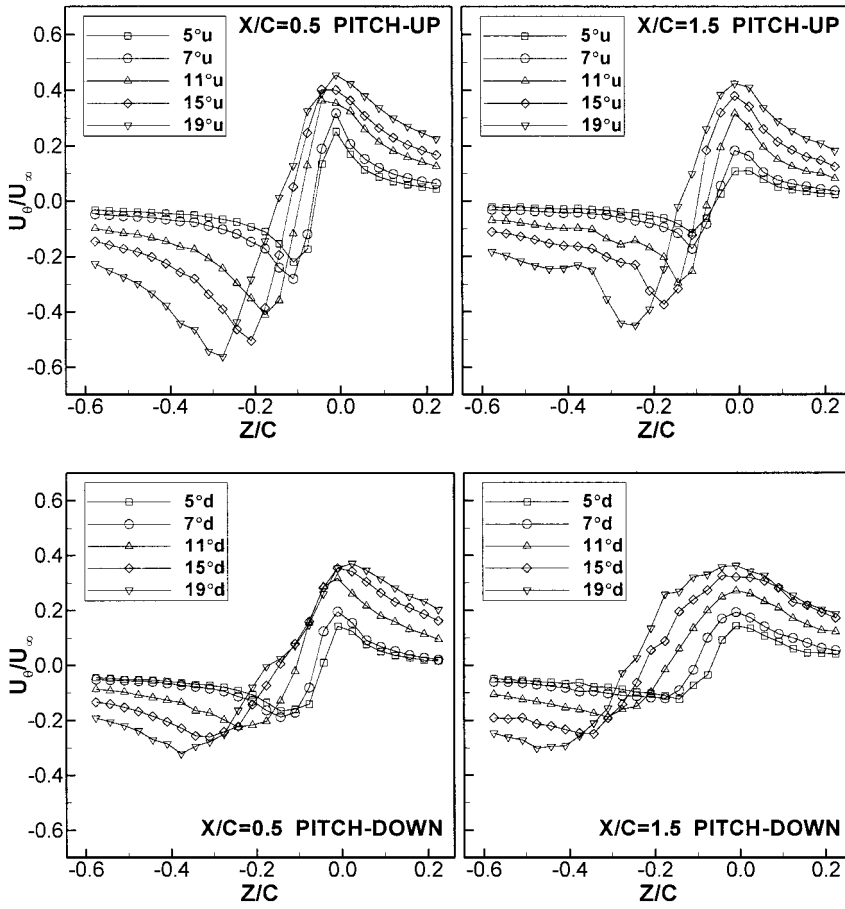 X/C=0.5 PITCH-UP
5°u
7°u
11°u
15°u
19°u
0.6
0.4
0.2
0.0
-0.2
-0.4
-0.6
Uθ/U∞
-0.6 -0.4 -0.2 0.0 0.2
Z/C
X/C=1.5 PITCH-UP
5°u
7°u
11°u
15°u
19°u
-0.6 -0.4 -0.2 0.0 0.2
Z/C
5°d
7°d
11°d
15°d
19°d
0.6
0.4
0.2
0.0
-0.2
-0.4
-0.6
Uθ/U∞
X/C=0.5 PITCH-DOWN
-0.6 -0.4 -0.2 0.0 0.2
Z/C
5°d
7°d
11°d
15°d
19°d
X/C=1.5 PITCH-DOWN
-0.6 -0.4 -0.2 0.0 0.2
Z/C